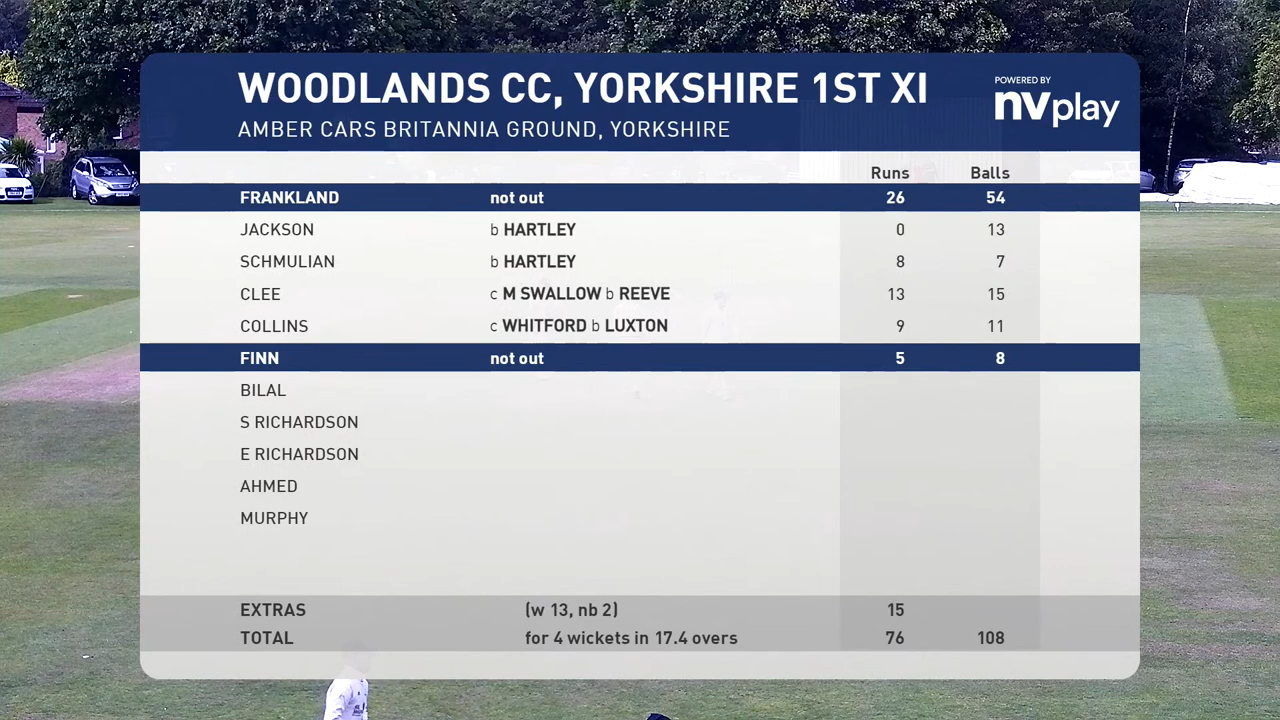 WOODLANDS CC, YORKSHIRE 1ST XI
AMBER CARS BRITANNIA GROUND, YORKSHIRE
POWERED BY
nvplay
Runs Balls
FRANKLAND not out 26 54
JACKSON b HARTLEY 0 13
SCHMULIAN b HARTLEY 8 7
CLEE c M SWALLOW b REEVE 13 15
COLLINS c WHITFORD b LUXTON 9 11
FINN not out 5 8
BILAL
S RICHARDSON
E RICHARDSON
AHMED
MURPHY
EXTRAS (w 13, nb 2) 15
TOTAL for 4 wickets in 17.4 overs 76 108